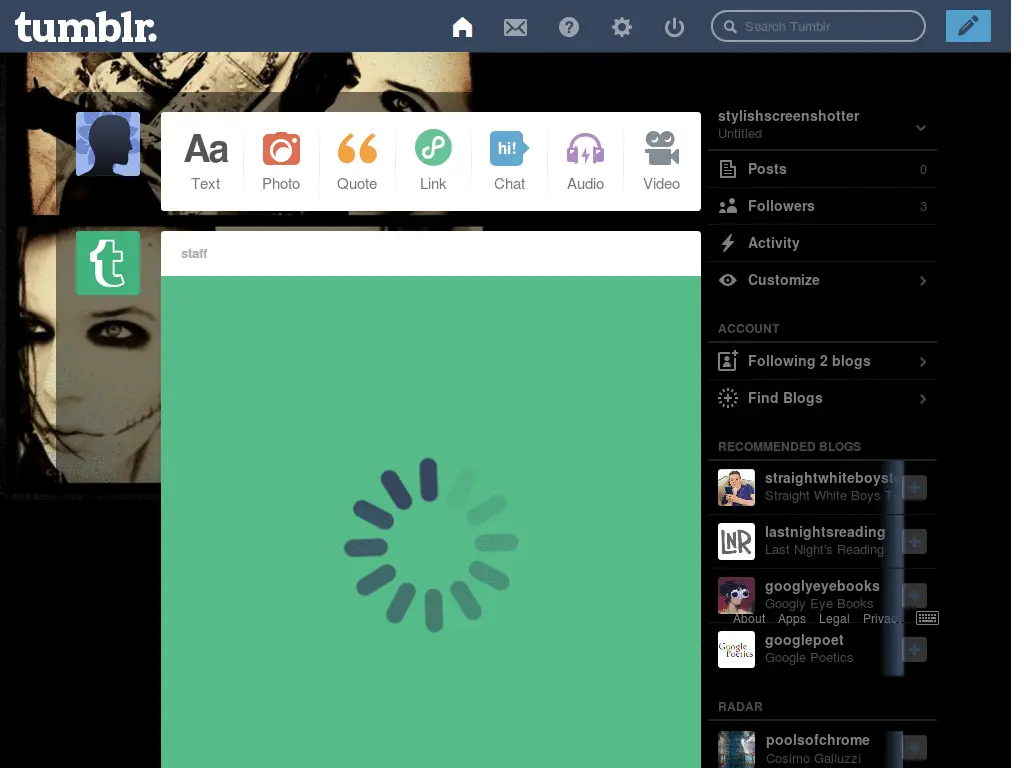 tumblr.
Search Tumblr
Aa
hi!
Text
Photo
Quote
Link
Chat
Audio
Video
staff
stylishscreenshotter
Untitled
Posts 0
Followers 3
Activity
Customize
ACCOUNT
Following 2 blogs
Find Blogs
RECOMMENDED BLOGS
straightwhiteboyst
Straight White Boys T
LNR
lastnightsreading
Last Night's Reading
googlyeyebooks
Googly Eye Books
About Apps Legal Privac
Google
Poetics
googlepoet
Google Poetics
RADAR
poolsofchrome
Cosimo Galluzzi